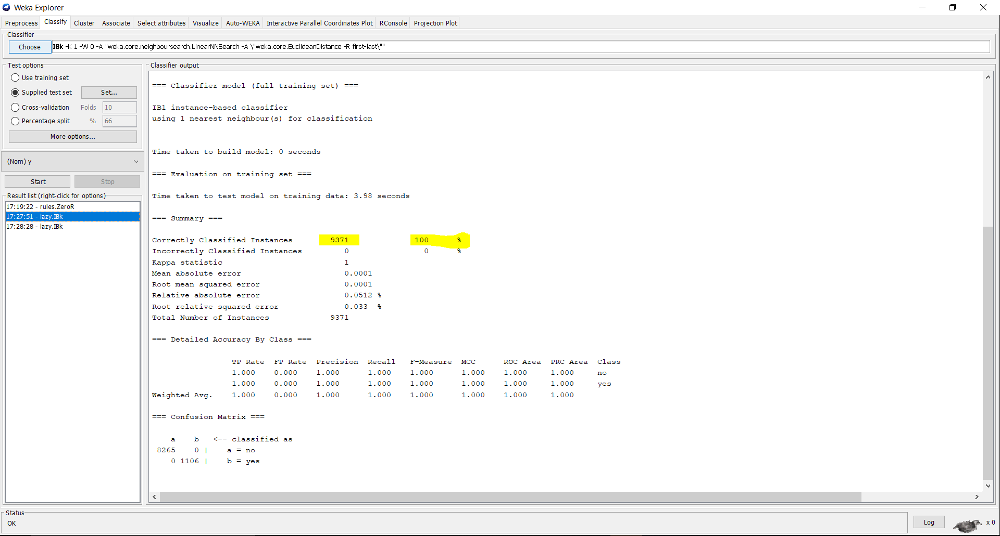 Weka Explorer
Preprocess Classify Cluster Associate Select attributes Visualize Auto-WEKA Interactive Parallel Coordinates Plot RConsole Projection Plot
Classifier
Choose IBk -K 1 -W 0 -A "weka.core.neighboursearch.LinearNNSearch -A \"weka.core.EuclideanDistance -R first-last\""
Test options
Use training set
Supplied test set Set...
Cross-validation Folds 10
Percentage split % 66
More options...
(Nom) y
Start Stop
Result list (right-click for options)
17:19:22 - rules.ZeroR
17:27:51 - lazy.IBk
17:28:28 - lazy.IBk
Classifier output
=== Classifier model (full training set) ===
IB1 instance-based classifier
using 1 nearest neighbour(s) for classification
Time taken to build model: 0 seconds
=== Evaluation on training set ===
Time taken to test model on training data: 3.98 seconds
=== Summary ===
Correctly Classified Instances 9371 100 %
Incorrectly Classified Instances 0 0 %
Kappa statistic 1
Mean absolute error 0.0001
Root mean squared error 0.0001
Relative absolute error 0.0512 %
Root relative squared error 0.033 %
Total Number of Instances 9371
=== Detailed Accuracy By Class ===
TP Rate FP Rate Precision Recall F-Measure MCC ROC Area PRC Area Class
1.000 0.000 1.000 1.000 1.000 1.000 1.000 1.000 no
1.000 0.000 1.000 1.000 1.000 1.000 1.000 1.000 yes
Weighted Avg. 1.000 0.000 1.000 1.000 1.000 1.000 1.000 1.000
=== Confusion Matrix ===
a b <-- classified as
8265 0 | a = no
0 1106 | b = yes
Status
OK
Log x 0